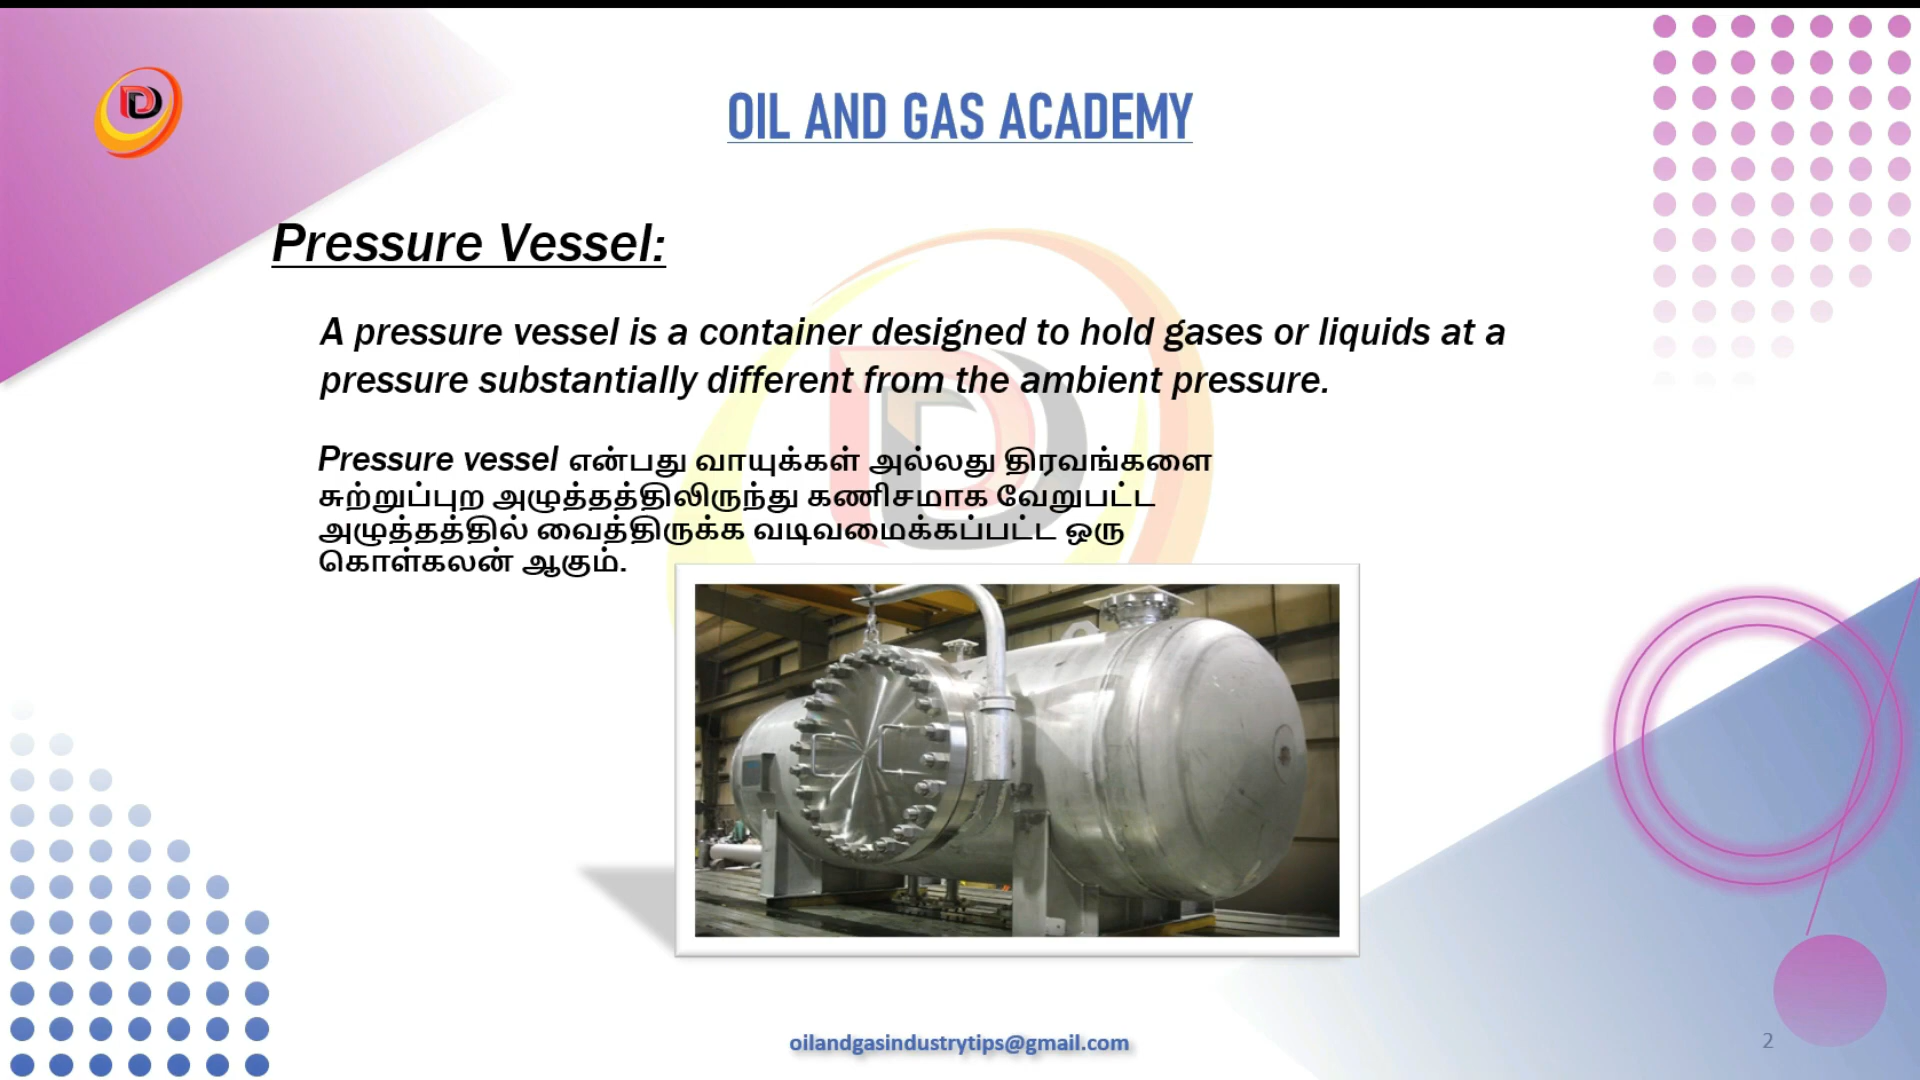 OIL AND GAS ACADEMY
Pressure Vessel:
A pressure vessel is a container designed to hold gases or liquids at a
pressure substantially different from the ambient pressure.
Pressure vessel என்பது வாயுக்கள் அல்லது திரவங்களை
சுற்றுப்புற அழுத்தத்திலிருந்து கணிசமாக வேறுபட்ட
அழுத்தத்தில் வைத்திருக்க வடிவமைக்கப்பட்ட ஒரு
கொள்கலன் ஆகும்.
oilandgasindustrytips@gmail.com
2